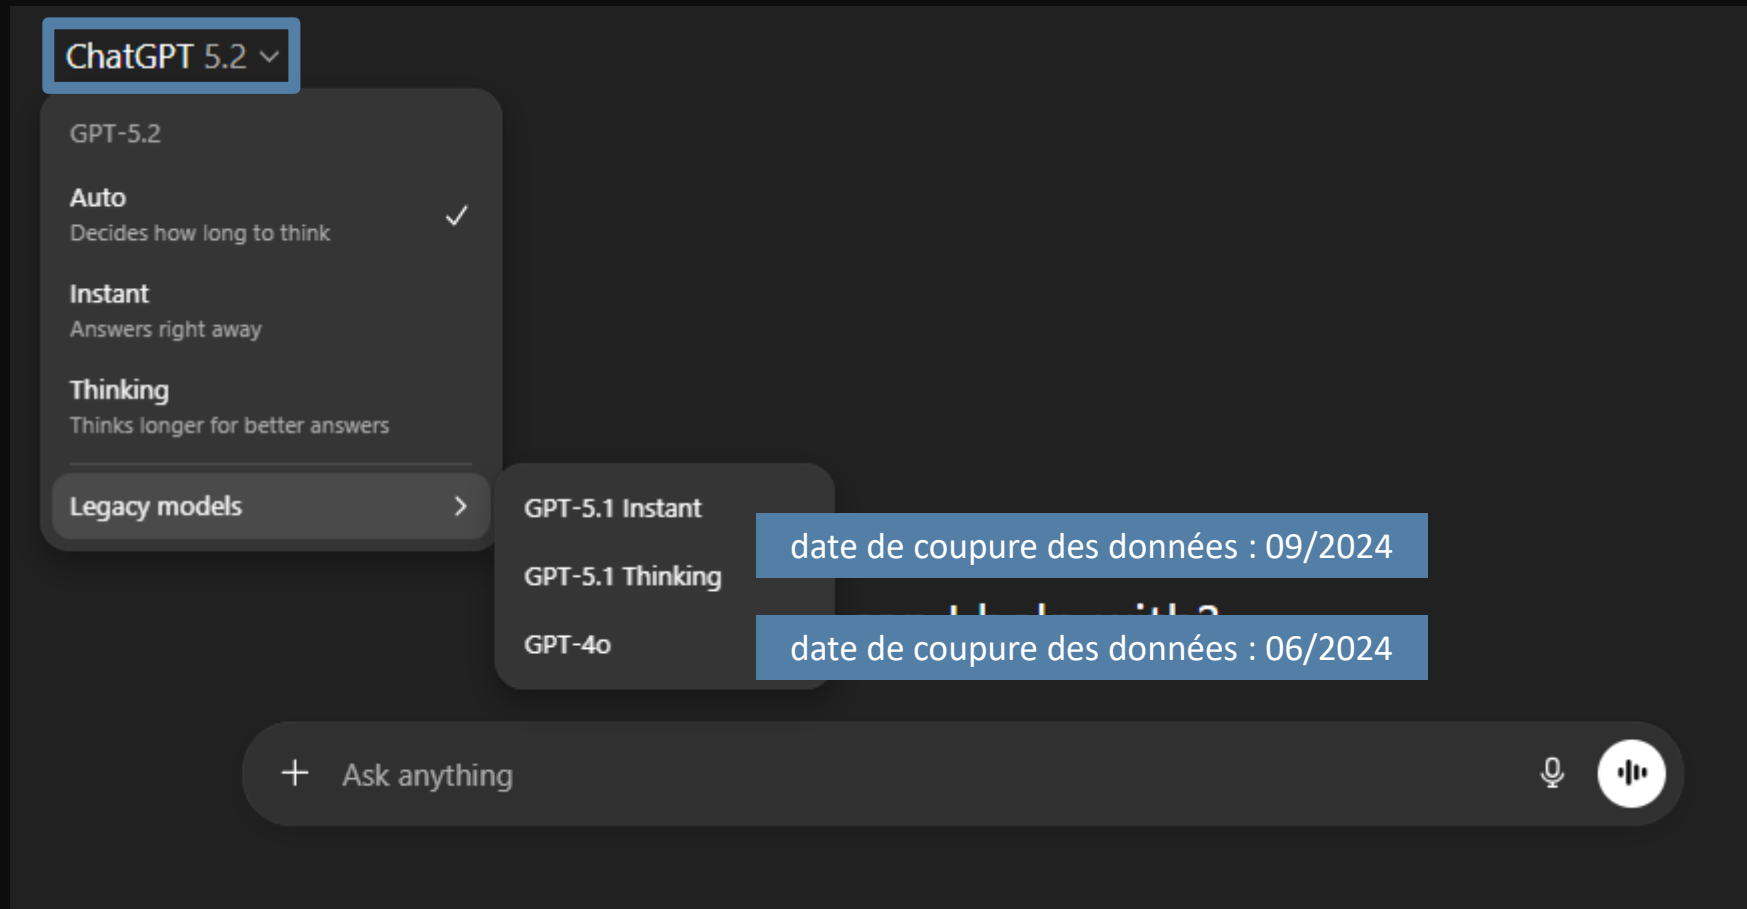 ChatGPT 5.2
GPT-5.2
Auto
Decides how long to think
Instant
Answers right away
Thinking
Thinks longer for better answers
Legacy models
GPT-5.1 Instant
date de coupure des données : 09/2024
GPT-5.1 Thinking
GPT-4o
date de coupure des données : 06/2024
Ask anything